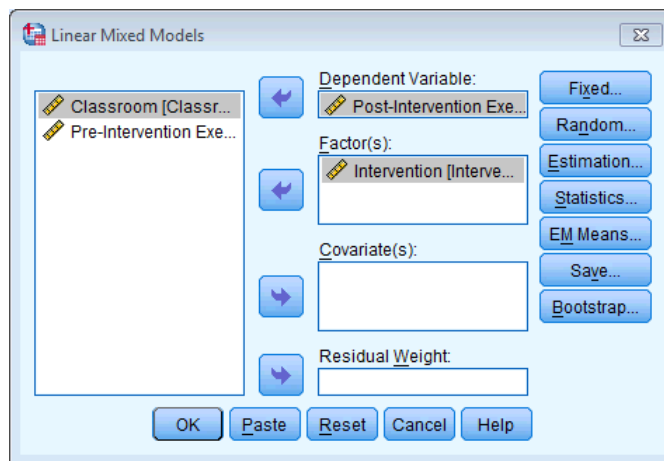 Linear Mixed Models
Classroom [Classr...
Pre-Intervention Exe...
Dependent Variable:
Post-Intervention Exe...
Factor(s):
Intervention [Interve...
Covariate(s):
Residual Weight:
Fixed...
Random...
Estimation...
Statistics...
EM Means...
Save...
Bootstrap...
OK
Paste
Reset
Cancel
Help